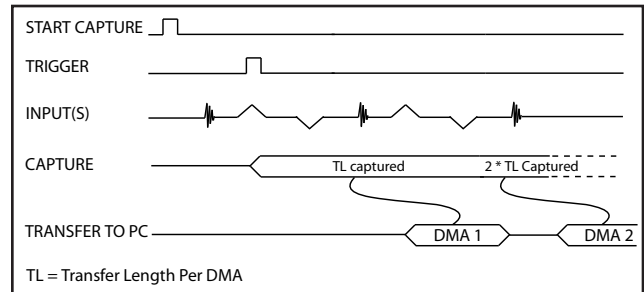 START CAPTURE
TRIGGER
INPUT(S)
CAPTURE
TL captured
2 * TL Captured
TRANSFER TO PC
DMA 1
DMA 2
TL = Transfer Length Per DMA